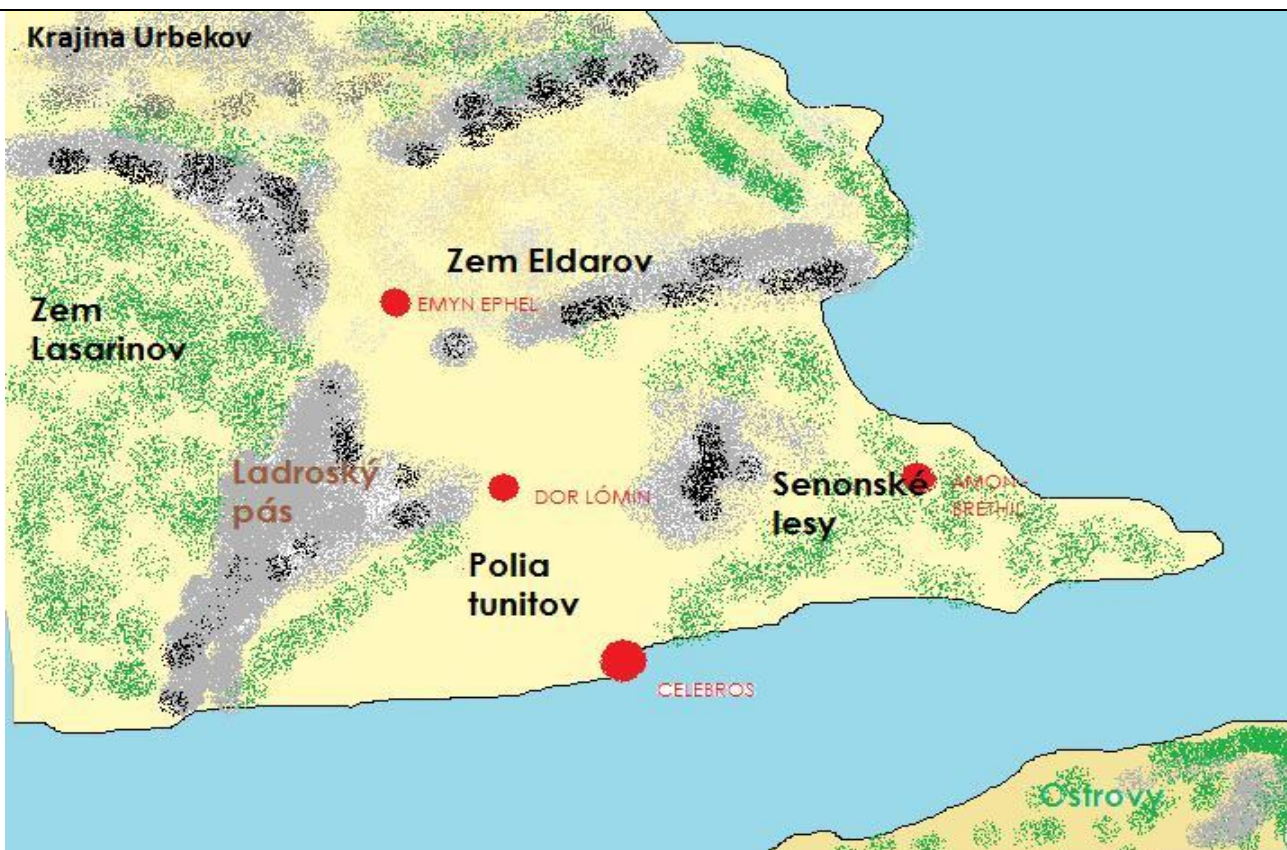 Krajina Urbekov
Zem Eldarov
EMYN EPHEL
Zem
Lasarinov
Ladroský
pás
DOR LÓMIN
Senonské
lesy
AMON-
BRETHIL
Polia
tunitov
CELEBROS
Ostrovy